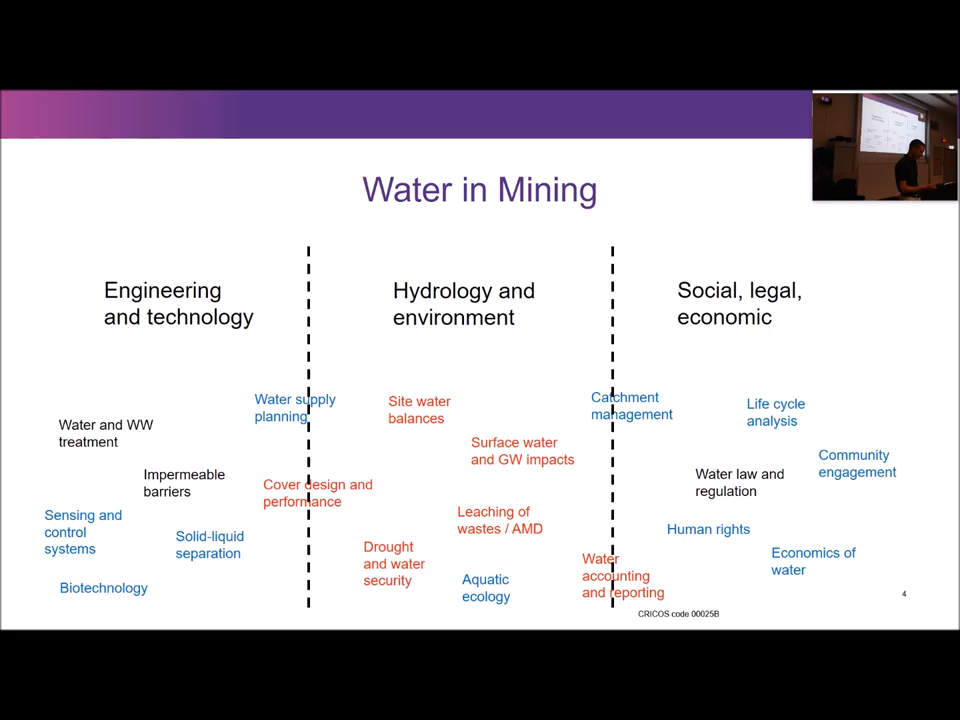 Water in Mining
Engineering
and technology
Hydrology and
environment
Social, legal,
economic
Water and WW
treatment
Water supply
planning
Impermeable
barriers
Cover design and
performance
Sensing and
control
systems
Solid-liquid
separation
Biotechnology
Site water
balances
Surface water
and GW impacts
Leaching of
wastes / AMD
Drought
and water
security
Aquatic
ecology
Catchment
management
Life cycle
analysis
Community
engagement
Water law and
regulation
Human rights
Economics of
water
Water
accounting
and reporting
4
CRICOS code 00025B